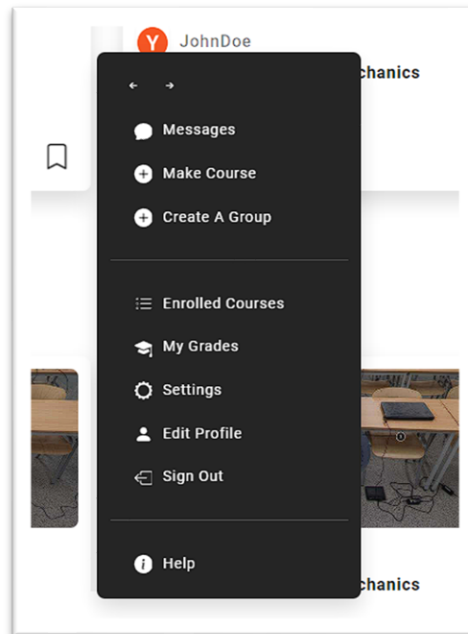 Y JohnDoe
chanics
Messages
Make Course
Create A Group
Enrolled Courses
My Grades
Settings
Edit Profile
Sign Out
Help
chanics